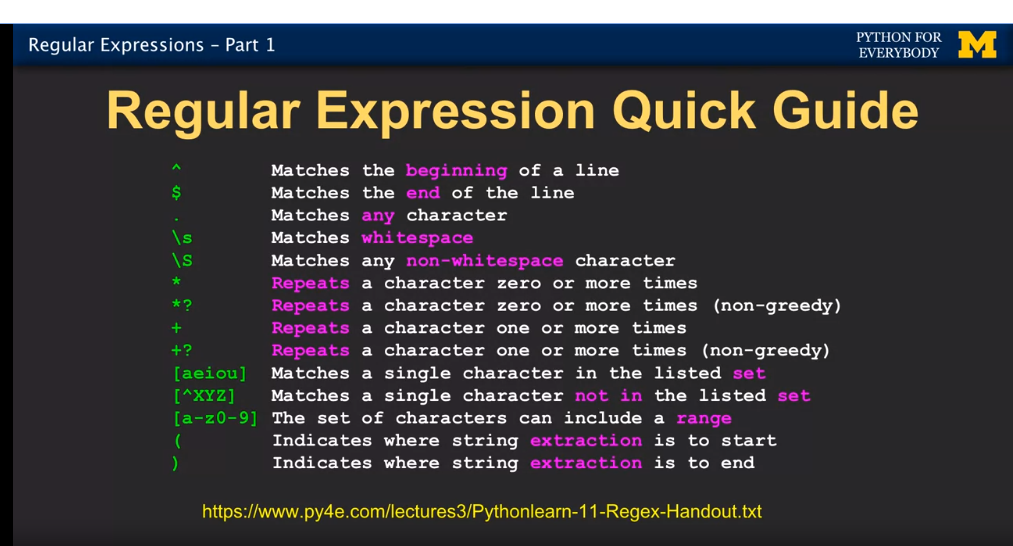 Regular Expressions – Part 1
PYTHON FOR
EVERYBODY
M
Regular Expression Quick Guide
^ Matches the beginning of a line
$ Matches the end of the line
. Matches any character
\s Matches whitespace
\S Matches any non-whitespace character
* Repeats a character zero or more times
*? Repeats a character zero or more times (non-greedy)
+ Repeats a character one or more times
+? Repeats a character one or more times (non-greedy)
[aeiou] Matches a single character in the listed set
[^XYZ] Matches a single character not in the listed set
[a-z0-9] The set of characters can include a range
( Indicates where string extraction is to start
) Indicates where string extraction is to end
https://www.py4e.com/lectures3/Pythonlearn-11-Regex-Handout.txt